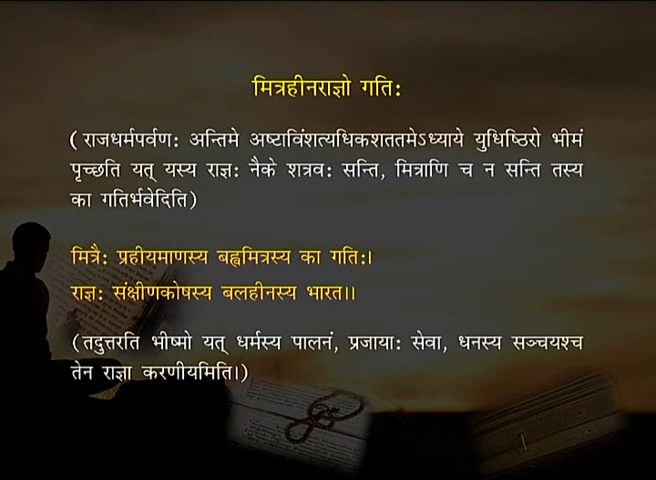 मित्रहीनराज्ञो गति:
( राजधर्मपर्वण: अन्तिमे अष्टाविंशत्यधिकशततमेऽध्याये युधिष्ठिरो भीमं
पृच्छति यत् यस्य राज्ञ: नैके शत्रव: सन्ति, मित्राणि च न सन्ति तस्य
का गतिर्भवेदिति)
मित्रै: प्रहीयमाणस्य बह्वमित्रस्य का गति:।
राज्ञ: संक्षीणकोषस्य बलहीनस्य भारत।।
(तदुत्तरति भीष्मो यत् धर्मस्य पालनं, प्रजाया: सेवा, धनस्य सञ्चयश्च
तेन राज्ञा करणीयमिति।)